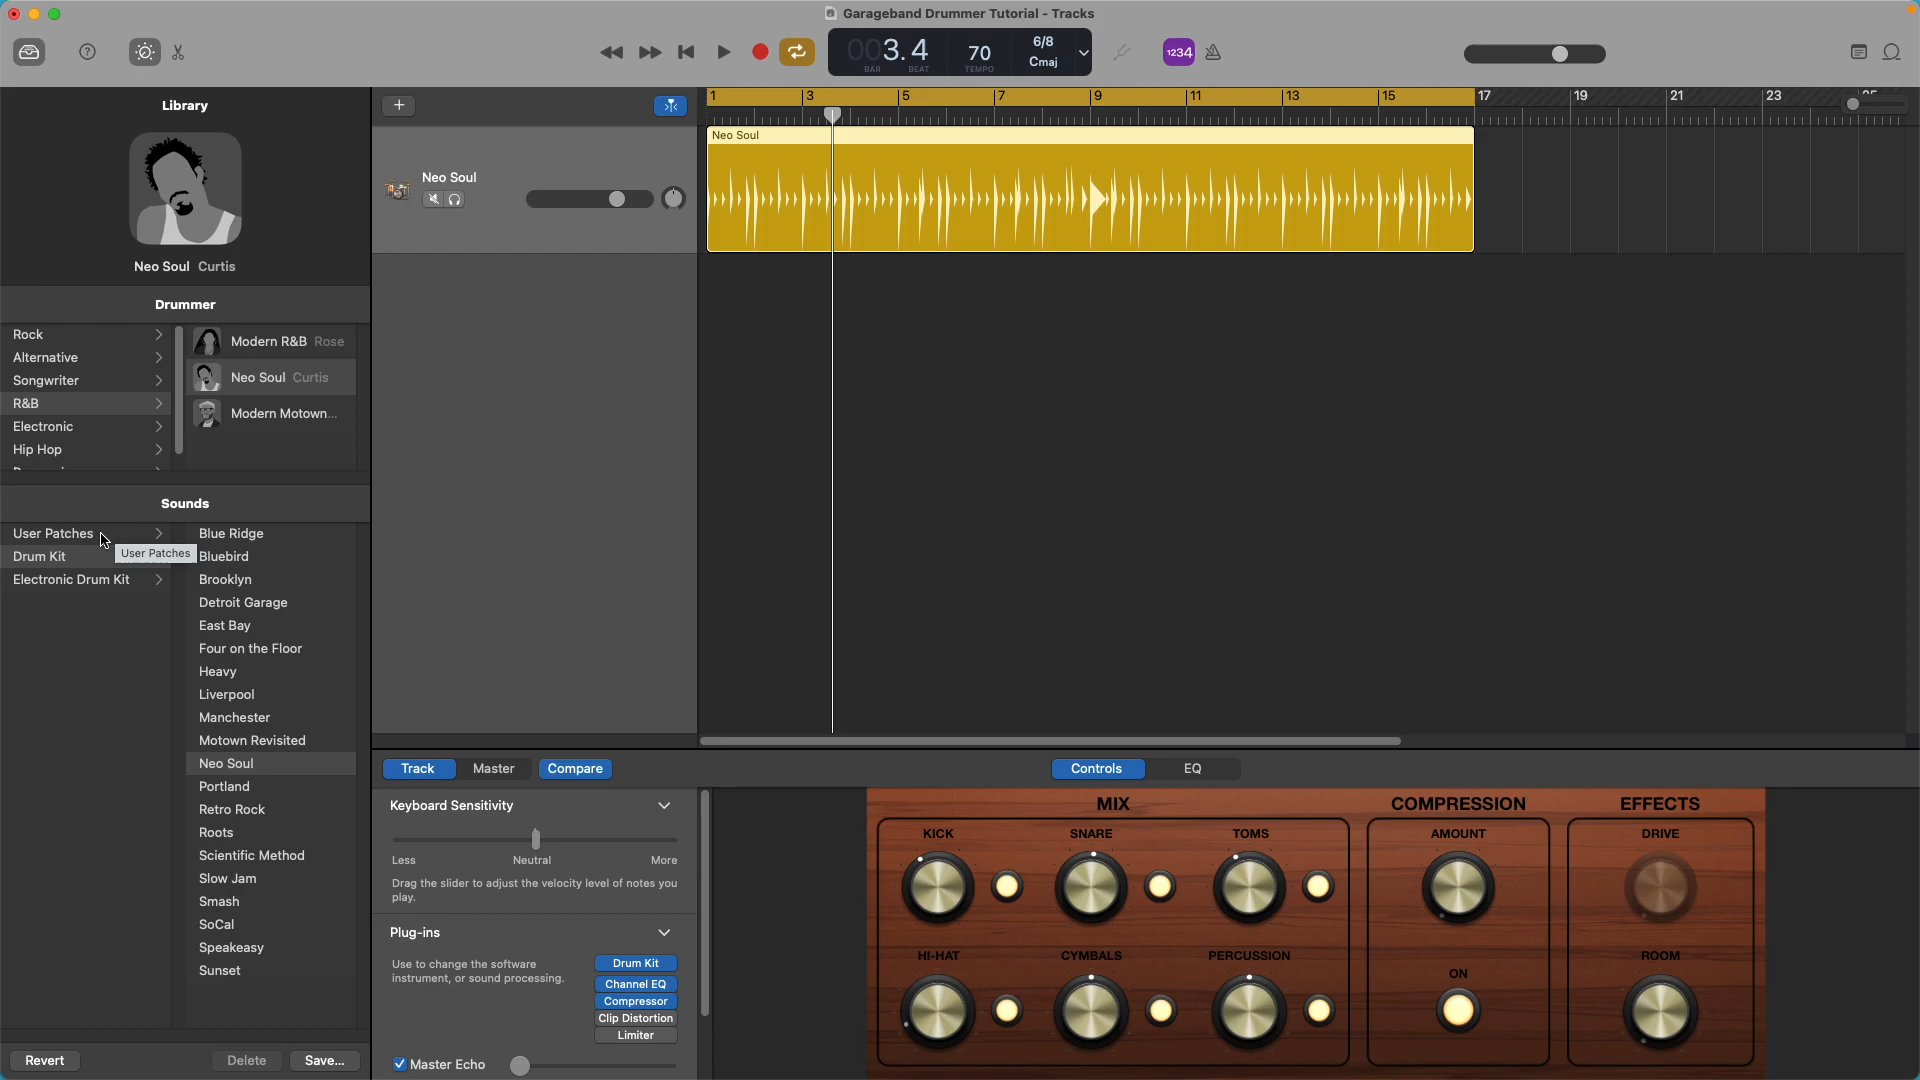 Garageband Drummer Tutorial - Tracks
003.4
BAR
BEAT
70
TEMPO
6/8
Cmaj
1234
Library
Neo Soul Curtis
Drummer
Rock
Alternative
Songwriter
R&B
Electronic
Hip Hop
Modern R&B Rose
Neo Soul Curtis
Modern Motown...
Sounds
User Patches
Drum Kit
Electronic Drum Kit
User Patches
Blue Ridge
Bluebird
Brooklyn
Detroit Garage
East Bay
Four on the Floor
Heavy
Liverpool
Manchester
Motown Revisited
Neo Soul
Portland
Retro Rock
Roots
Scientific Method
Slow Jam
Smash
SoCal
Speakeasy
Sunset
Revert
Delete
Save...
Neo Soul
1 3 5 7 9 11 13 15 17 19 21 23
Neo Soul
Track
Master
Compare
Controls
EQ
Keyboard Sensitivity
Less
Neutral
More
Drag the slider to adjust the velocity level of notes you
play.
Plug-ins
Use to change the software
instrument, or sound processing.
Drum Kit
Channel EQ
Compressor
Clip Distortion
Limiter
Master Echo
MIX
KICK
SNARE
TOMS
HI-HAT
CYMBALS
PERCUSSION
COMPRESSION
AMOUNT
ON
EFFECTS
DRIVE
ROOM